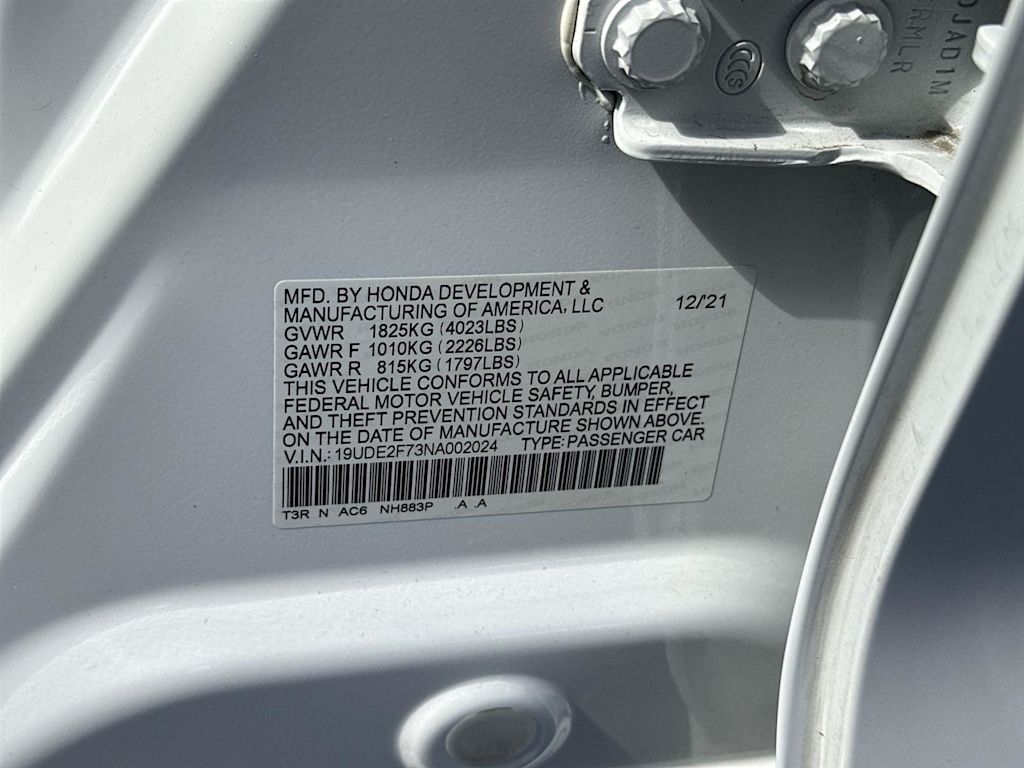 0JAD1M
ERMLR
MFD. BY HONDA DEVELOPMENT &
MANUFACTURING OF AMERICA, LLC 12/21
GVWR 1825KG (4023LBS)
GAWR F 1010KG (2226LBS)
GAWR R 815KG (1797LBS)
THIS VEHICLE CONFORMS TO ALL APPLICABLE
FEDERAL MOTOR VEHICLE SAFETY, BUMPER,
AND THEFT PREVENTION STANDARDS IN EFFECT
ON THE DATE OF MANUFACTURE SHOWN ABOVE.
V.I.N.: 19UDE2F73NA002024 TYPE: PASSENGER CAR
T3R N AC6 NH883P .A .A